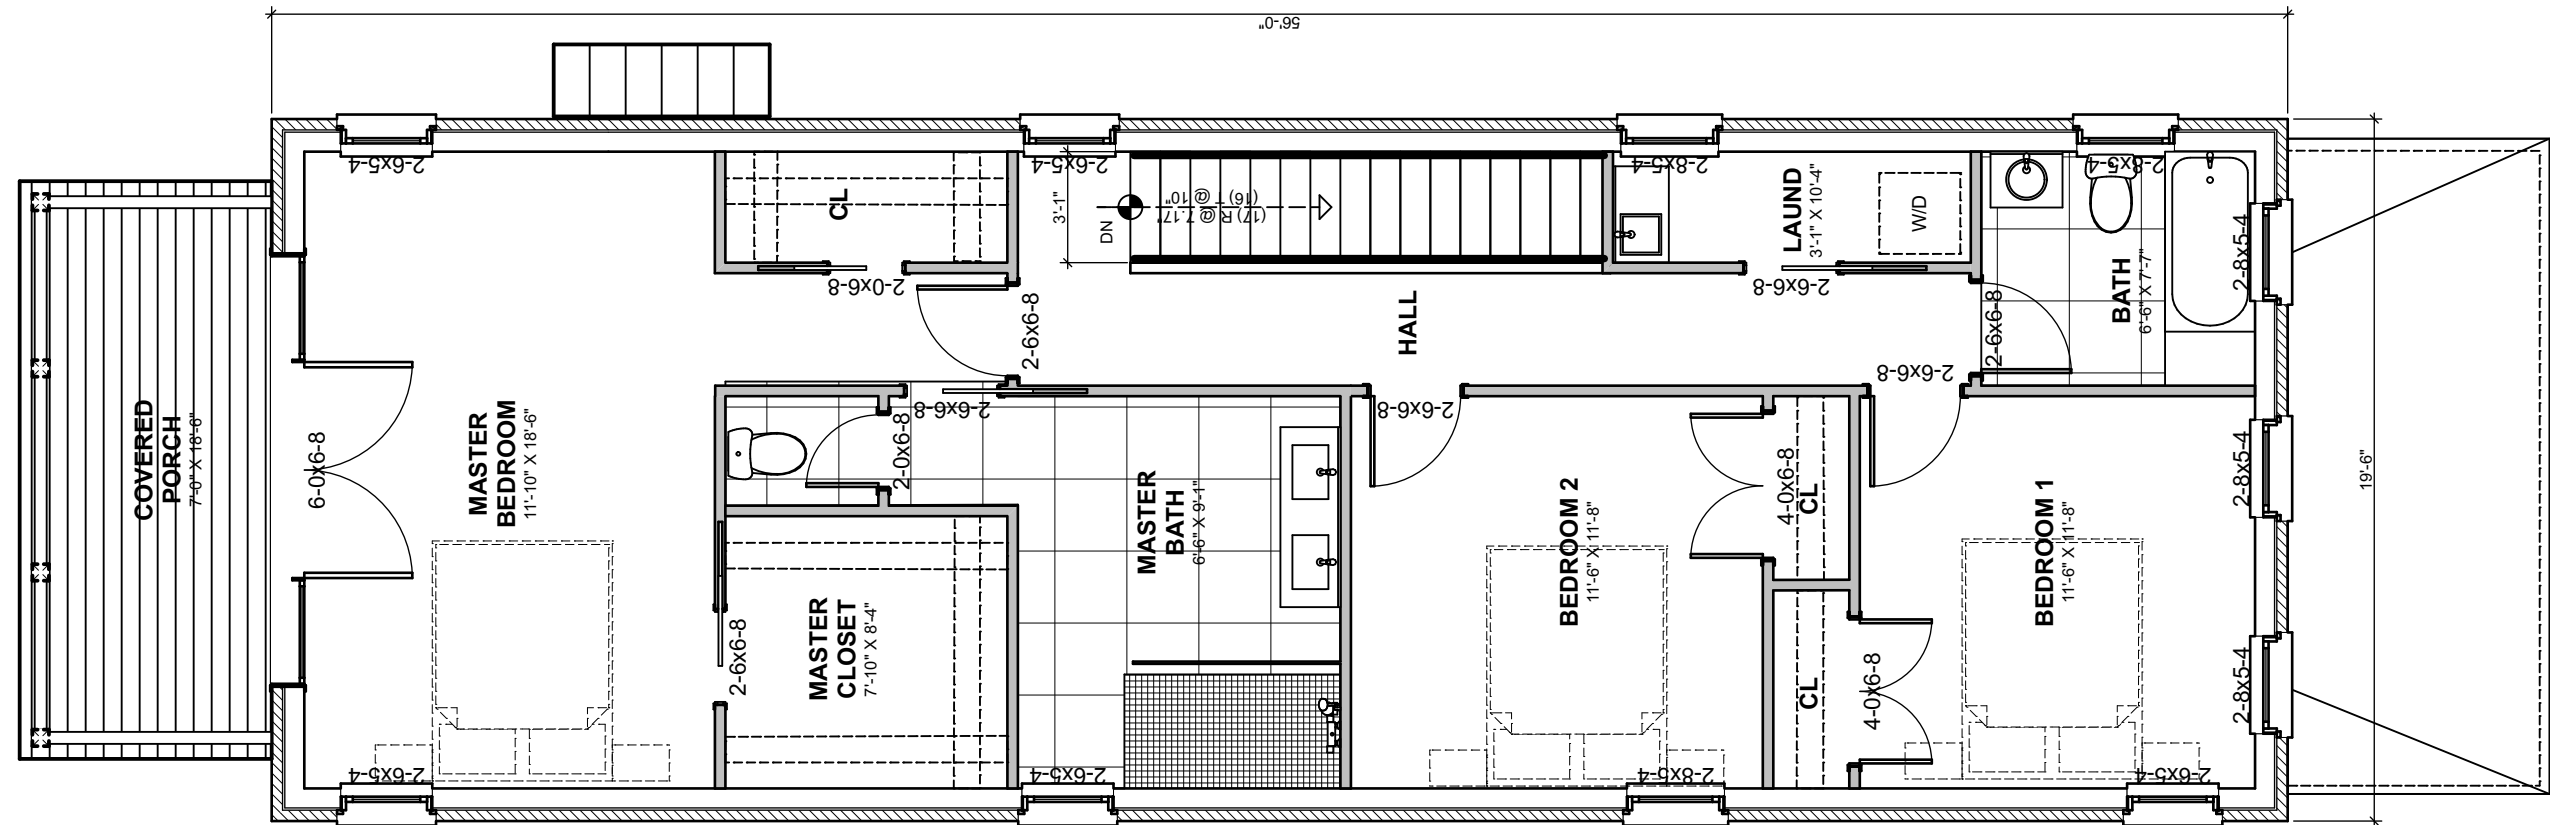 56'-0"
2-6x5-4
2-6x5-4
2-8x5-4
2-8x5-4
COVERED
PORCH
7'-0" X 18'-6"
6-0x6-8
MASTER
BEDROOM
11'-10" X 18'-6"
CL
2-0x6-8
2-6x6-8
3'-1"
DN
(17) R @ 7.17"
(16) T @ 10"
HALL
LAUND
3'-1" X 10'-4"
W/D
2-6x6-8
2-6x6-8
BATH
6'-6" X 7'-7"
2-8x5-4
2-6x6-8
2-0x6-8
2-6x6-8
MASTER
BATH
6'-6" X 9'-1"
MASTER
CLOSET
7'-10" X 8'-4"
2-6x6-8
2-6x6-8
BEDROOM 2
11'-6" X 11'-8"
4-0x6-8
CL
CL
4-0x6-8
BEDROOM 1
11'-6" X 11'-8"
2-8x5-4
2-8x5-4
19'-6"
2-6x5-4
2-6x5-4
2-8x5-4
2-6x5-4